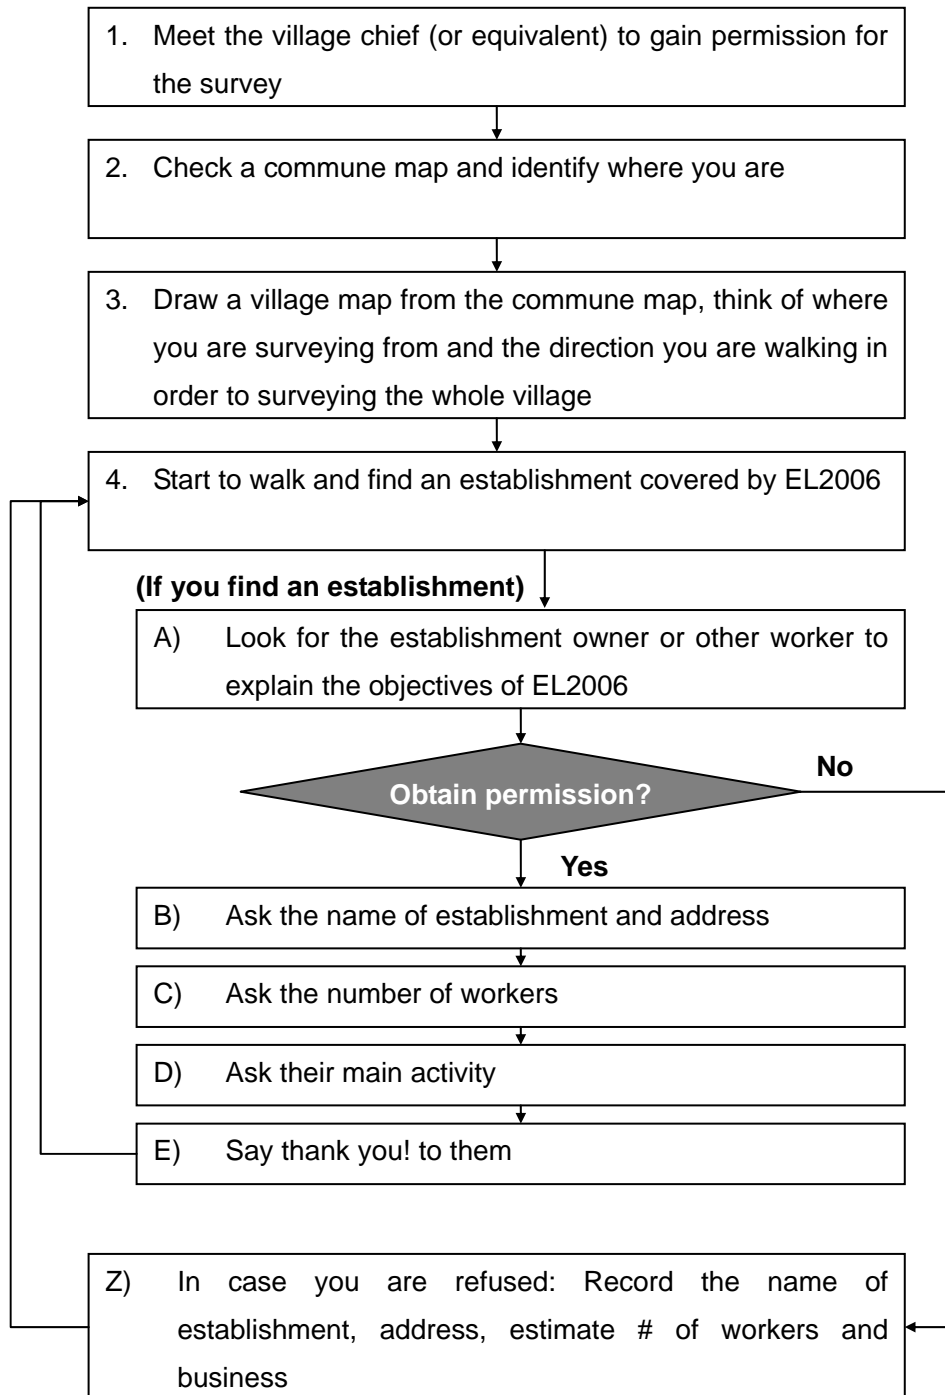 1. Meet the village chief (or equivalent) to gain permission for
the survey
2. Check a commune map and identify where you are
3. Draw a village map from the commune map, think of where
you are surveying from and the direction you are walking in
order to surveying the whole village
4. Start to walk and find an establishment covered by EL2006
(If you find an establishment)
A) Look for the establishment owner or other worker to
explain the objectives of EL2006
No
Obtain permission?
Yes
B) Ask the name of establishment and address
C) Ask the number of workers
D) Ask their main activity
E) Say thank you! to them
Z) In case you are refused: Record the name of
establishment, address, estimate # of workers and
business